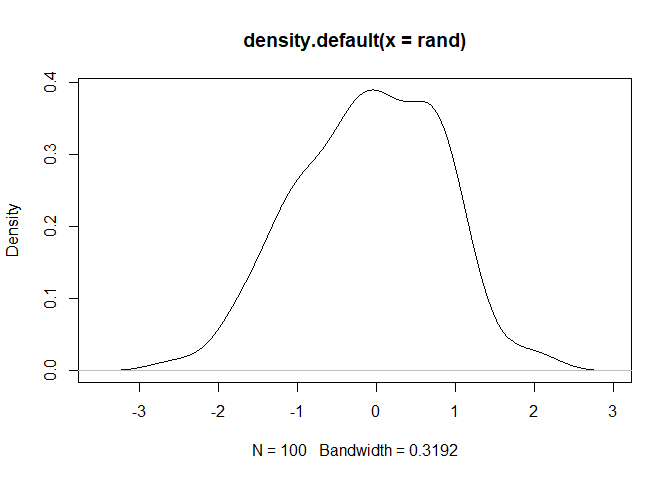 density.default(x = rand)
Density
0.4
0.3
0.2
0.1
0.0
-3 -2 -1 0 1 2 3
N = 100 Bandwidth = 0.3192